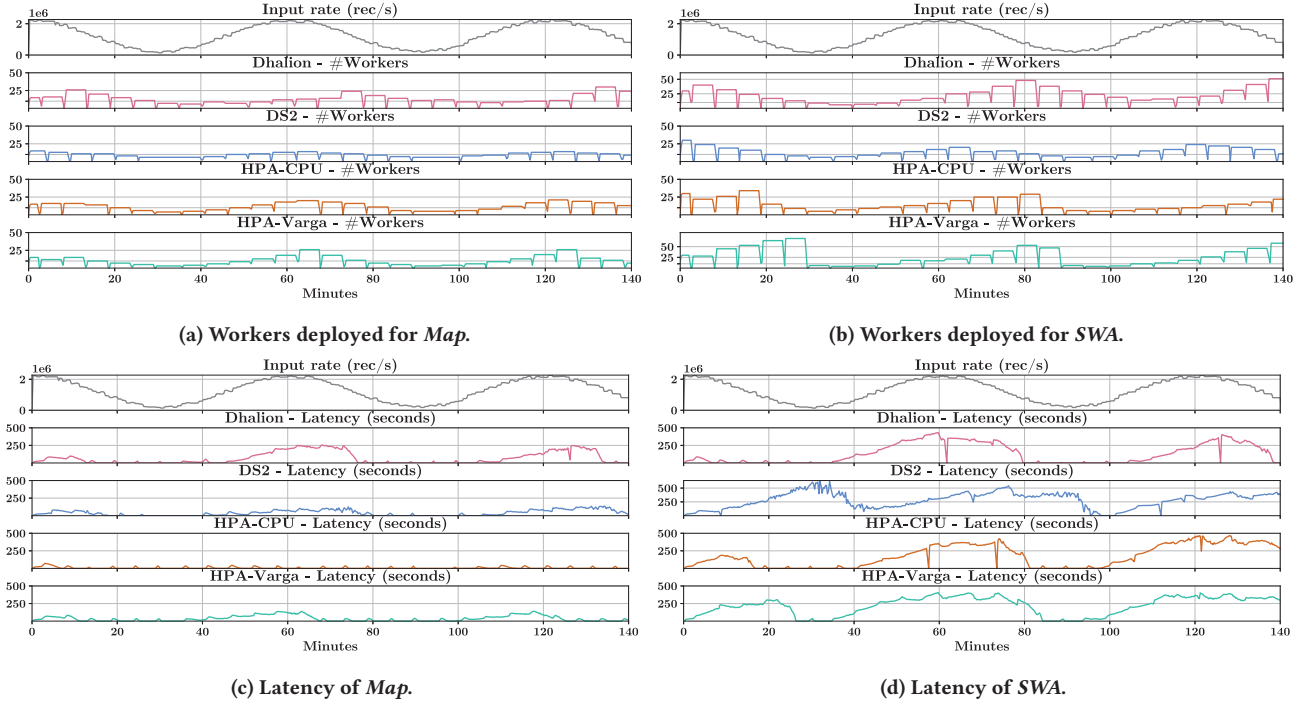 Input rate (rec/s)
1e6
2
0
Dhalion - #Workers
50
25
DS2 - #Workers
50
25
HPA-CPU - #Workers
50
25
HPA-Varga - #Workers
50
25
0 20 40 60 80 100 120 140
Minutes
(a) Workers deployed for Map.
Input rate (rec/s)
1e6
2
0
Dhalion - #Workers
50
25
DS2 - #Workers
50
25
HPA-CPU - #Workers
50
25
HPA-Varga - #Workers
50
25
0 20 40 60 80 100 120 140
Minutes
(b) Workers deployed for SWA.
Input rate (rec/s)
1e6
2
0
Dhalion - Latency (seconds)
500
250
DS2 - Latency (seconds)
500
250
HPA-CPU - Latency (seconds)
500
250
HPA-Varga - Latency (seconds)
500
250
0 20 40 60 80 100 120 140
Minutes
(c) Latency of Map.
Input rate (rec/s)
1e6
2
0
Dhalion - Latency (seconds)
500
250
DS2 - Latency (seconds)
500
250
HPA-CPU - Latency (seconds)
500
250
HPA-Varga - Latency (seconds)
500
250
0 20 40 60 80 100 120 140
Minutes
(d) Latency of SWA.